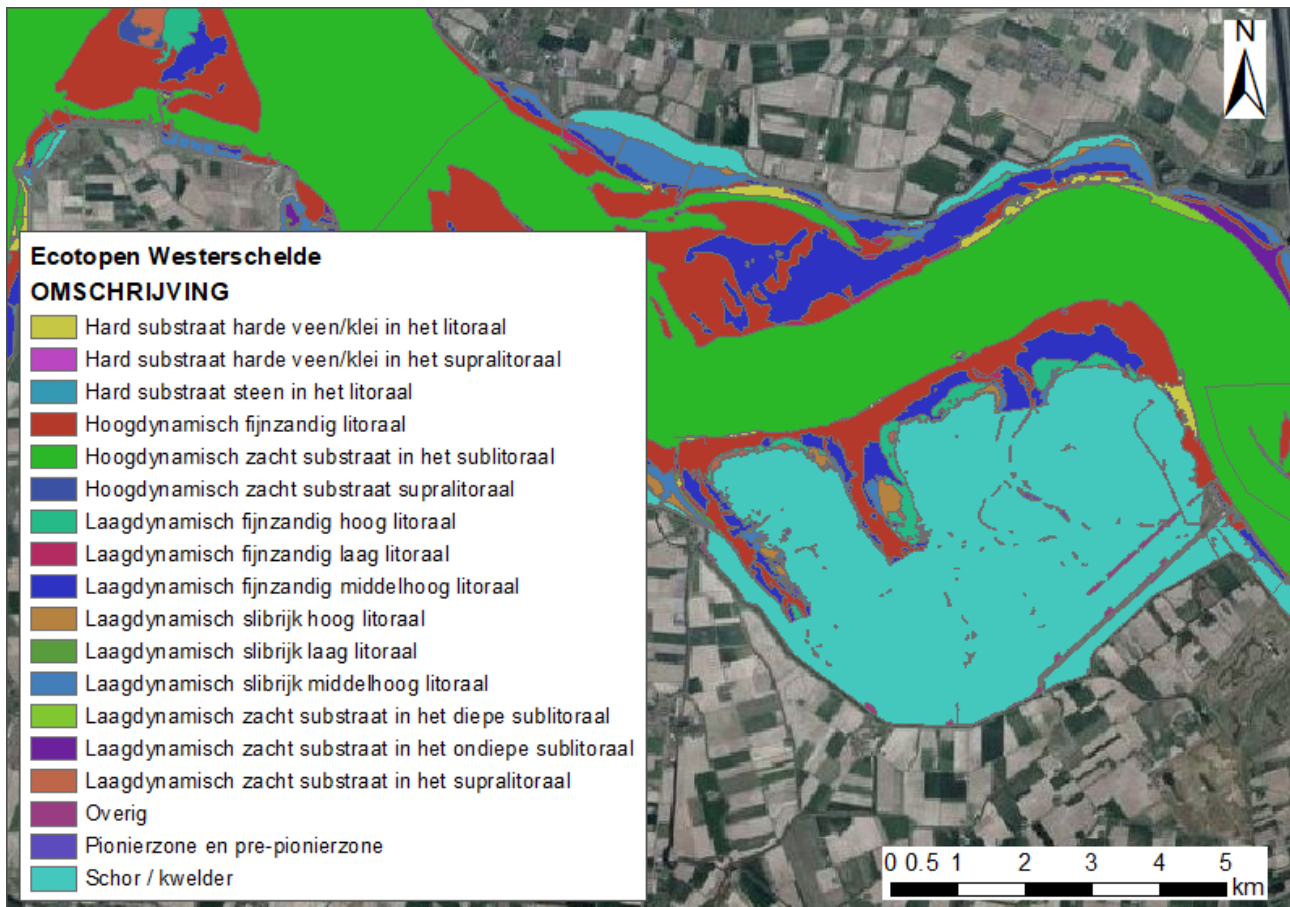 N
Ecotopen Westerschelde
OMSCHRIJVING
Hard substraat harde veen/klei in het litoraal
Hard substraat harde veen/klei in het supralitoraal
Hard substraat steen in het litoraal
Hoogdynamisch fijnzandig litoraal
Hoogdynamisch zacht substraat in het sublitoraal
Hoogdynamisch zacht substraat supralitoraal
Laagdynamisch fijnzandig hoog litoraal
Laagdynamisch fijnzandig laag litoraal
Laagdynamisch fijnzandig middelhoog litoraal
Laagdynamisch slibrijk hoog litoraal
Laagdynamisch slibrijk laag litoraal
Laagdynamisch slibrijk middelhoog litoraal
Laagdynamisch zacht substraat in het diepe sublitoraal
Laagdynamisch zacht substraat in het ondiepe sublitoraal
Laagdynamisch zacht substraat in het supralitoraal
Overig
Pionierzone en pre-pionierzone
Schor / kwelder
0 0.5 1 2 3 4 5
km